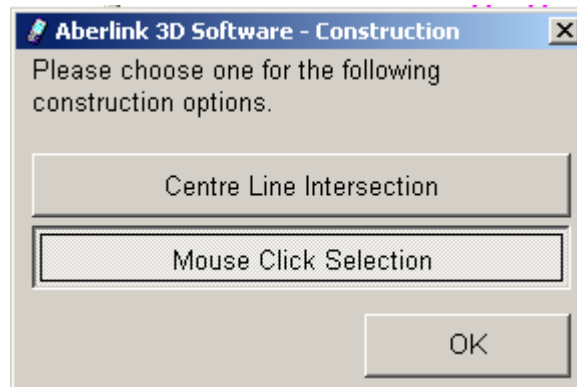 Aberlink 3D Software - Construction
Please choose one for the following
construction options.
Centre Line Intersection
Mouse Click Selection
OK